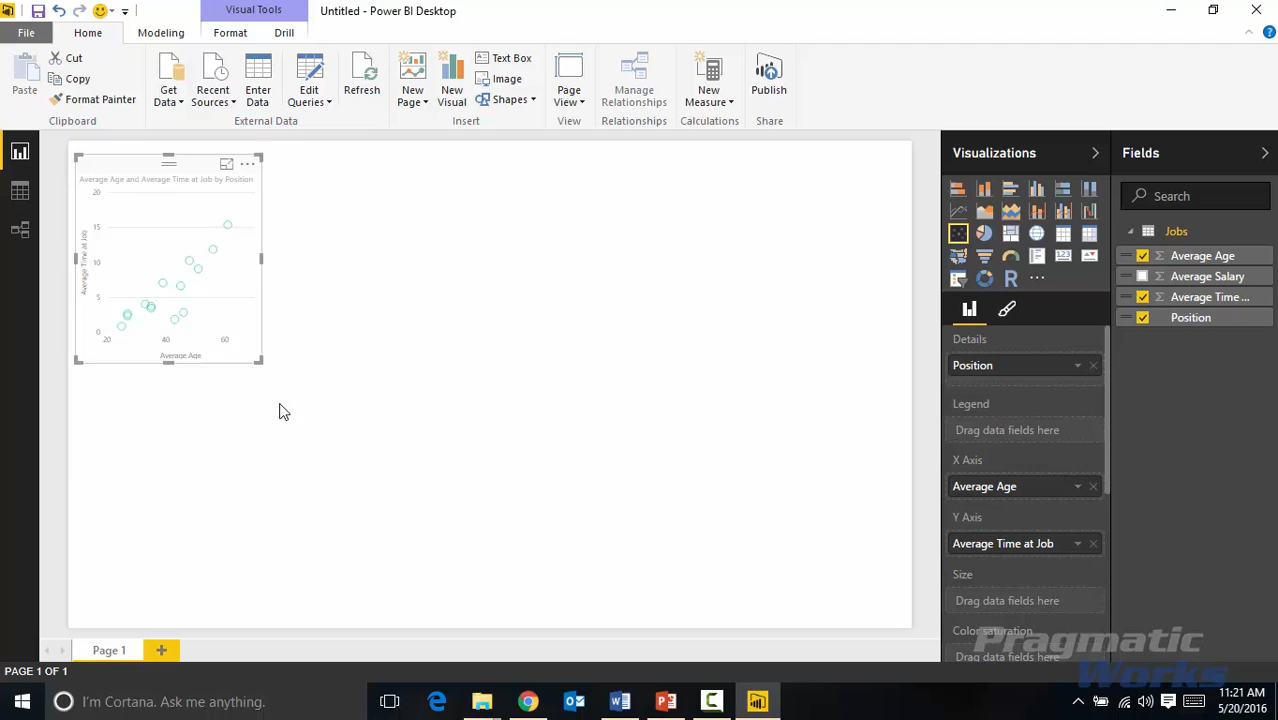 Visual Tools
Untitled - Power BI Desktop
File
Home
Modeling
Format
Drill
Paste
Cut
Copy
Format Painter
Clipboard
Get Data
Recent Sources
Enter Data
Edit Queries
Refresh
External Data
New Page
New Visual
Text Box
Image
Shapes
Insert
Page View
View
Manage Relationships
Relationships
New Measure
Calculations
Publish
Share
Average Age and Average Time at Job by Position
Average Time at Job
20
15
10
5
0
20 40 60
Average Age
Visualizations
R
Details
Position
Legend
Drag data fields here
X Axis
Average Age
Y Axis
Average Time at Job
Size
Drag data fields here
Color saturation
Drag data fields here
Fields
Search
Jobs
Average Age
Average Salary
Average Time ...
Position
Page 1
PAGE 1 OF 1
Pragmatic
Works
I'm Cortana. Ask me anything.
11:21 AM
5/20/2016